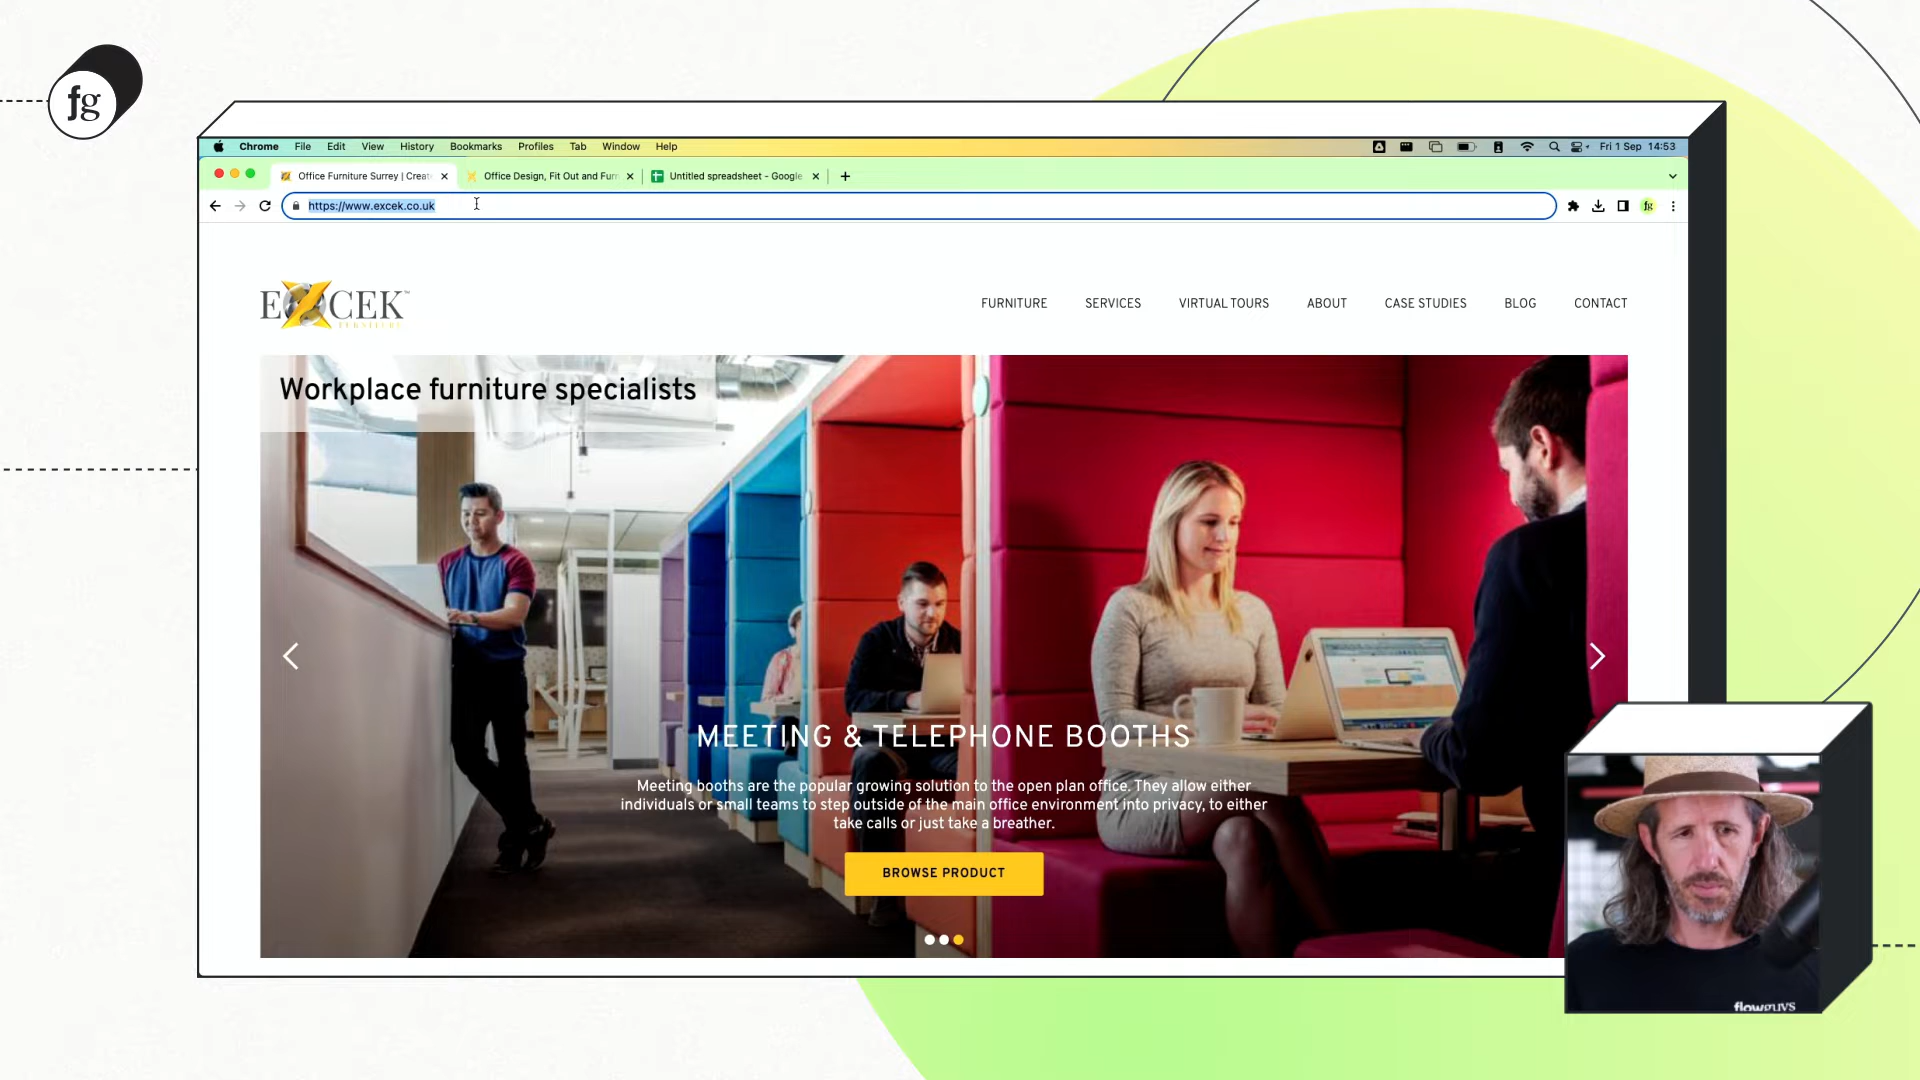 fg
Chrome File Edit View History Bookmarks Profiles Tab Window Help
Fri 1 Sep 14:53
Office Furniture Surrey | Creat
Office Design, Fit Out and Furn
Untitled spreadsheet - Google
https://www.excek.co.uk
fg
EXCEK
FURNITURE SERVICES VIRTUAL TOURS ABOUT CASE STUDIES BLOG CONTACT
Workplace furniture specialists
MEETING & TELEPHONE BOOTHS
Meeting booths are the popular growing solution to the open plan office. They allow either
individuals or small teams to step outside of the main office environment into privacy, to either
take calls or just take a breather.
BROWSE PRODUCT
flowguys